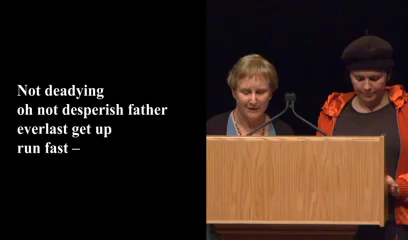 Not deadying
oh not desperish father
everlast get up
run fast –